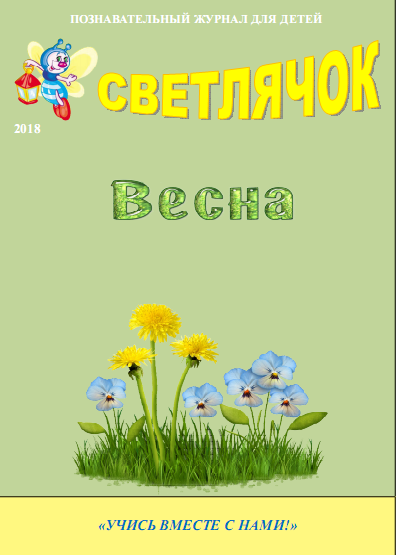 ПОЗНАВАТЕЛЬНЫЙ ЖУРНАЛ ДЛЯ ДЕТЕЙ
СВЕТЛЯЧОК
2018
Весна
«УЧИСЬ ВМЕСТЕ С НАМИ!»